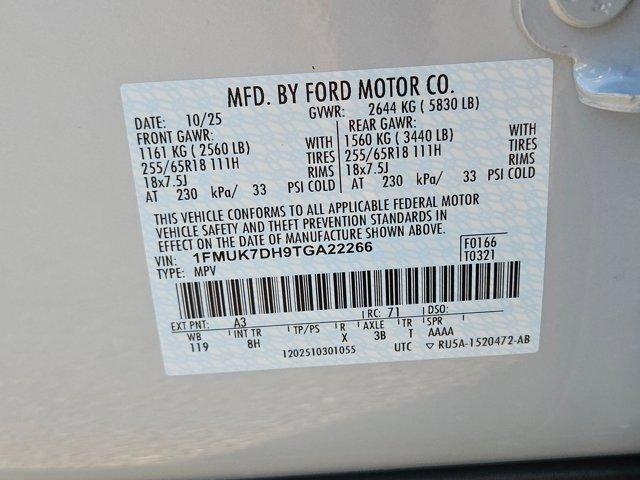 MFD. BY FORD MOTOR CO.
DATE: 10/25 GVWR: 2644 KG ( 5830 LB)
FRONT GAWR: REAR GAWR:
1161 KG ( 2560 LB) WITH 1560 KG ( 3440 LB) WITH
255/65R18 111H TIRES 255/65R18 111H TIRES
18x7.5J RIMS 18x7.5J RIMS
AT 230 kPa/ 33 PSI COLD AT 230 kPa/ 33 PSI COLD
THIS VEHICLE CONFORMS TO ALL APPLICABLE FEDERAL MOTOR
VEHICLE SAFETY AND THEFT PREVENTION STANDARDS IN
EFFECT ON THE DATE OF MANUFACTURE SHOWN ABOVE.
VIN: 1FMUK7DH9TGA22266 F0166
TYPE: MPV T0321
EXT PNT: A3 RC: 71 DSO:
WB INT TR TP/PS R AXLE TR SPR
119 8H X 3B T AAAA
1202510301055 UTC ▽ RU5A-1520472-AB